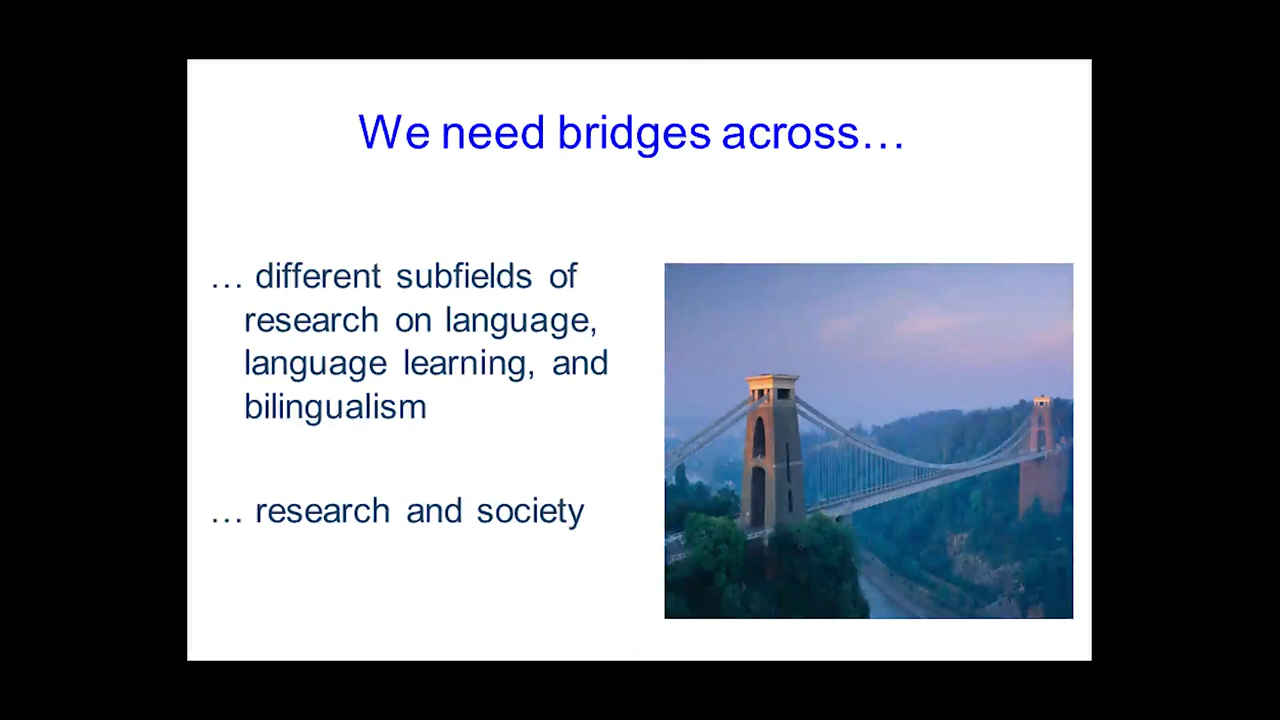 We need bridges across…
… different subfields of
research on language,
language learning, and
bilingualism
… research and society